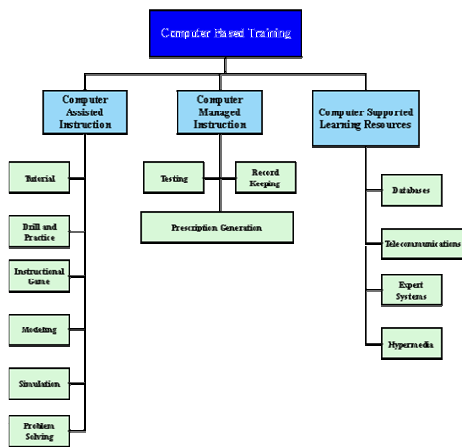 Computer Based Training
Computer
Assisted
Instruction
Computer
Managed
Instruction
Computer Supported
Learning Resources
Tutorial
Drill and
Practice
Instructional
Game
Modeling
Simulation
Problem
Solving
Testing
Record
Keeping
Prescription Generation
Databases
Telecommunications
Expert
Systems
Hypermedia